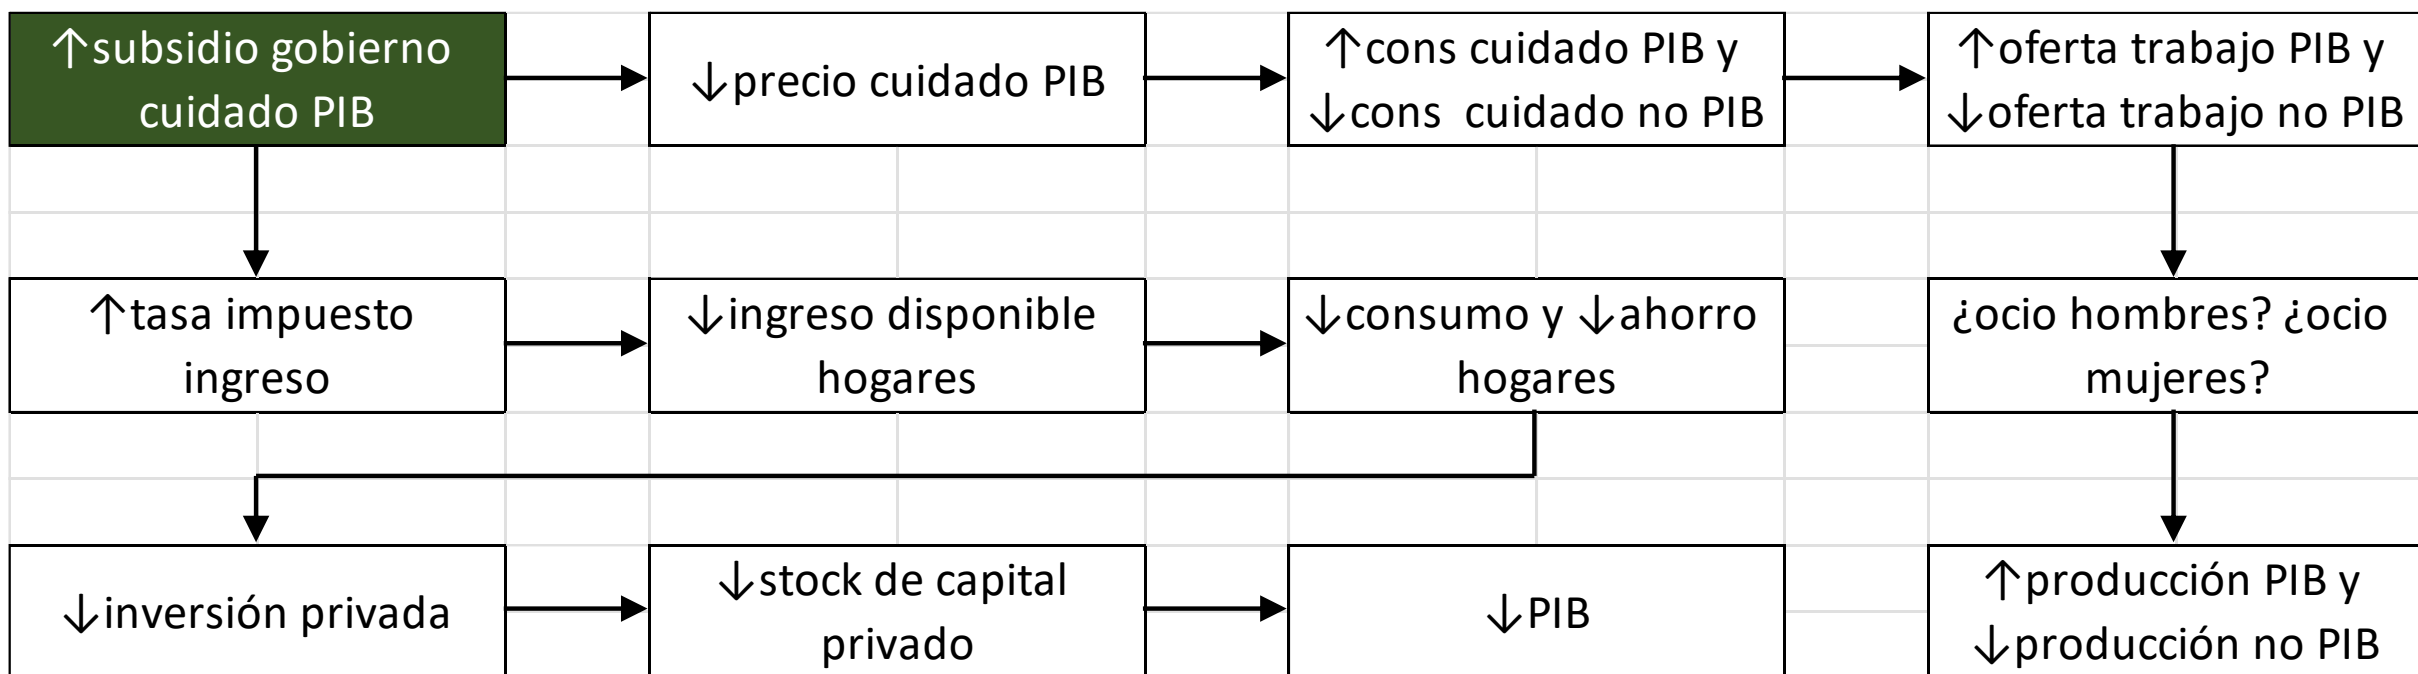 ↑subsidio gobierno
cuidado PIB
↓precio cuidado PIB
↑cons cuidado PIB y
↓cons cuidado no PIB
↑oferta trabajo PIB y
↓oferta trabajo no PIB
↑tasa impuesto
ingreso
↓ingreso disponible
hogares
↓consumo y ↓ahorro
hogares
¿ocio hombres? ¿ocio
mujeres?
↓inversión privada
↓stock de capital
privado
↓PIB
↑producción PIB y
↓producción no PIB